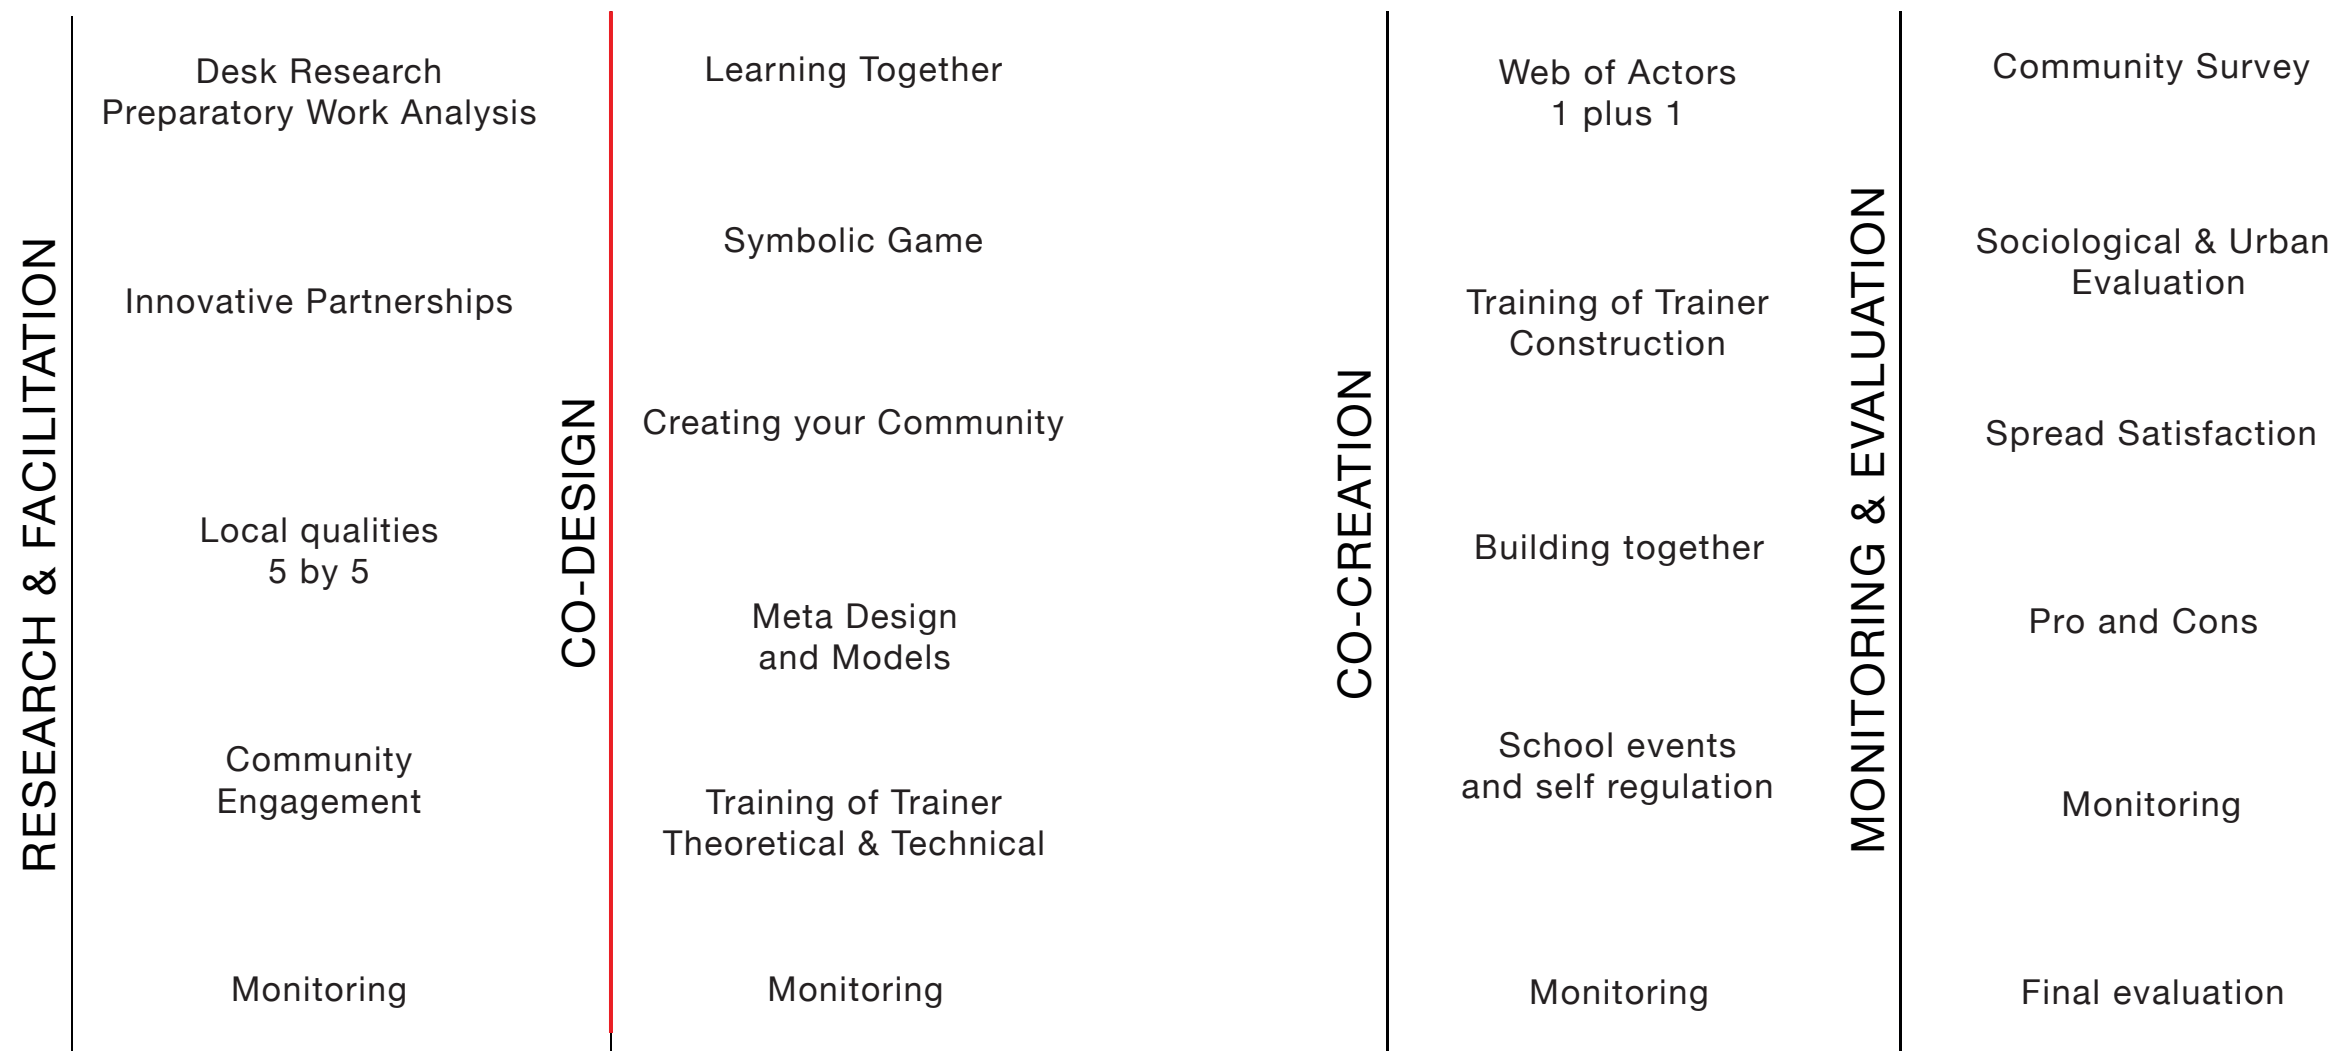 RESEARCH & FACILITATION
Desk Research
Preparatory Work Analysis
Innovative Partnerships
Local qualities
5 by 5
Community
Engagement
Monitoring
CO-DESIGN
Learning Together
Symbolic Game
Creating your Community
Meta Design
and Models
Training of Trainer
Theoretical & Technical
Monitoring
CO-CREATION
Web of Actors
1 plus 1
Training of Trainer
Construction
Building together
School events
and self regulation
Monitoring
MONITORING & EVALUATION
Community Survey
Sociological & Urban
Evaluation
Spread Satisfaction
Pro and Cons
Monitoring
Final evaluation